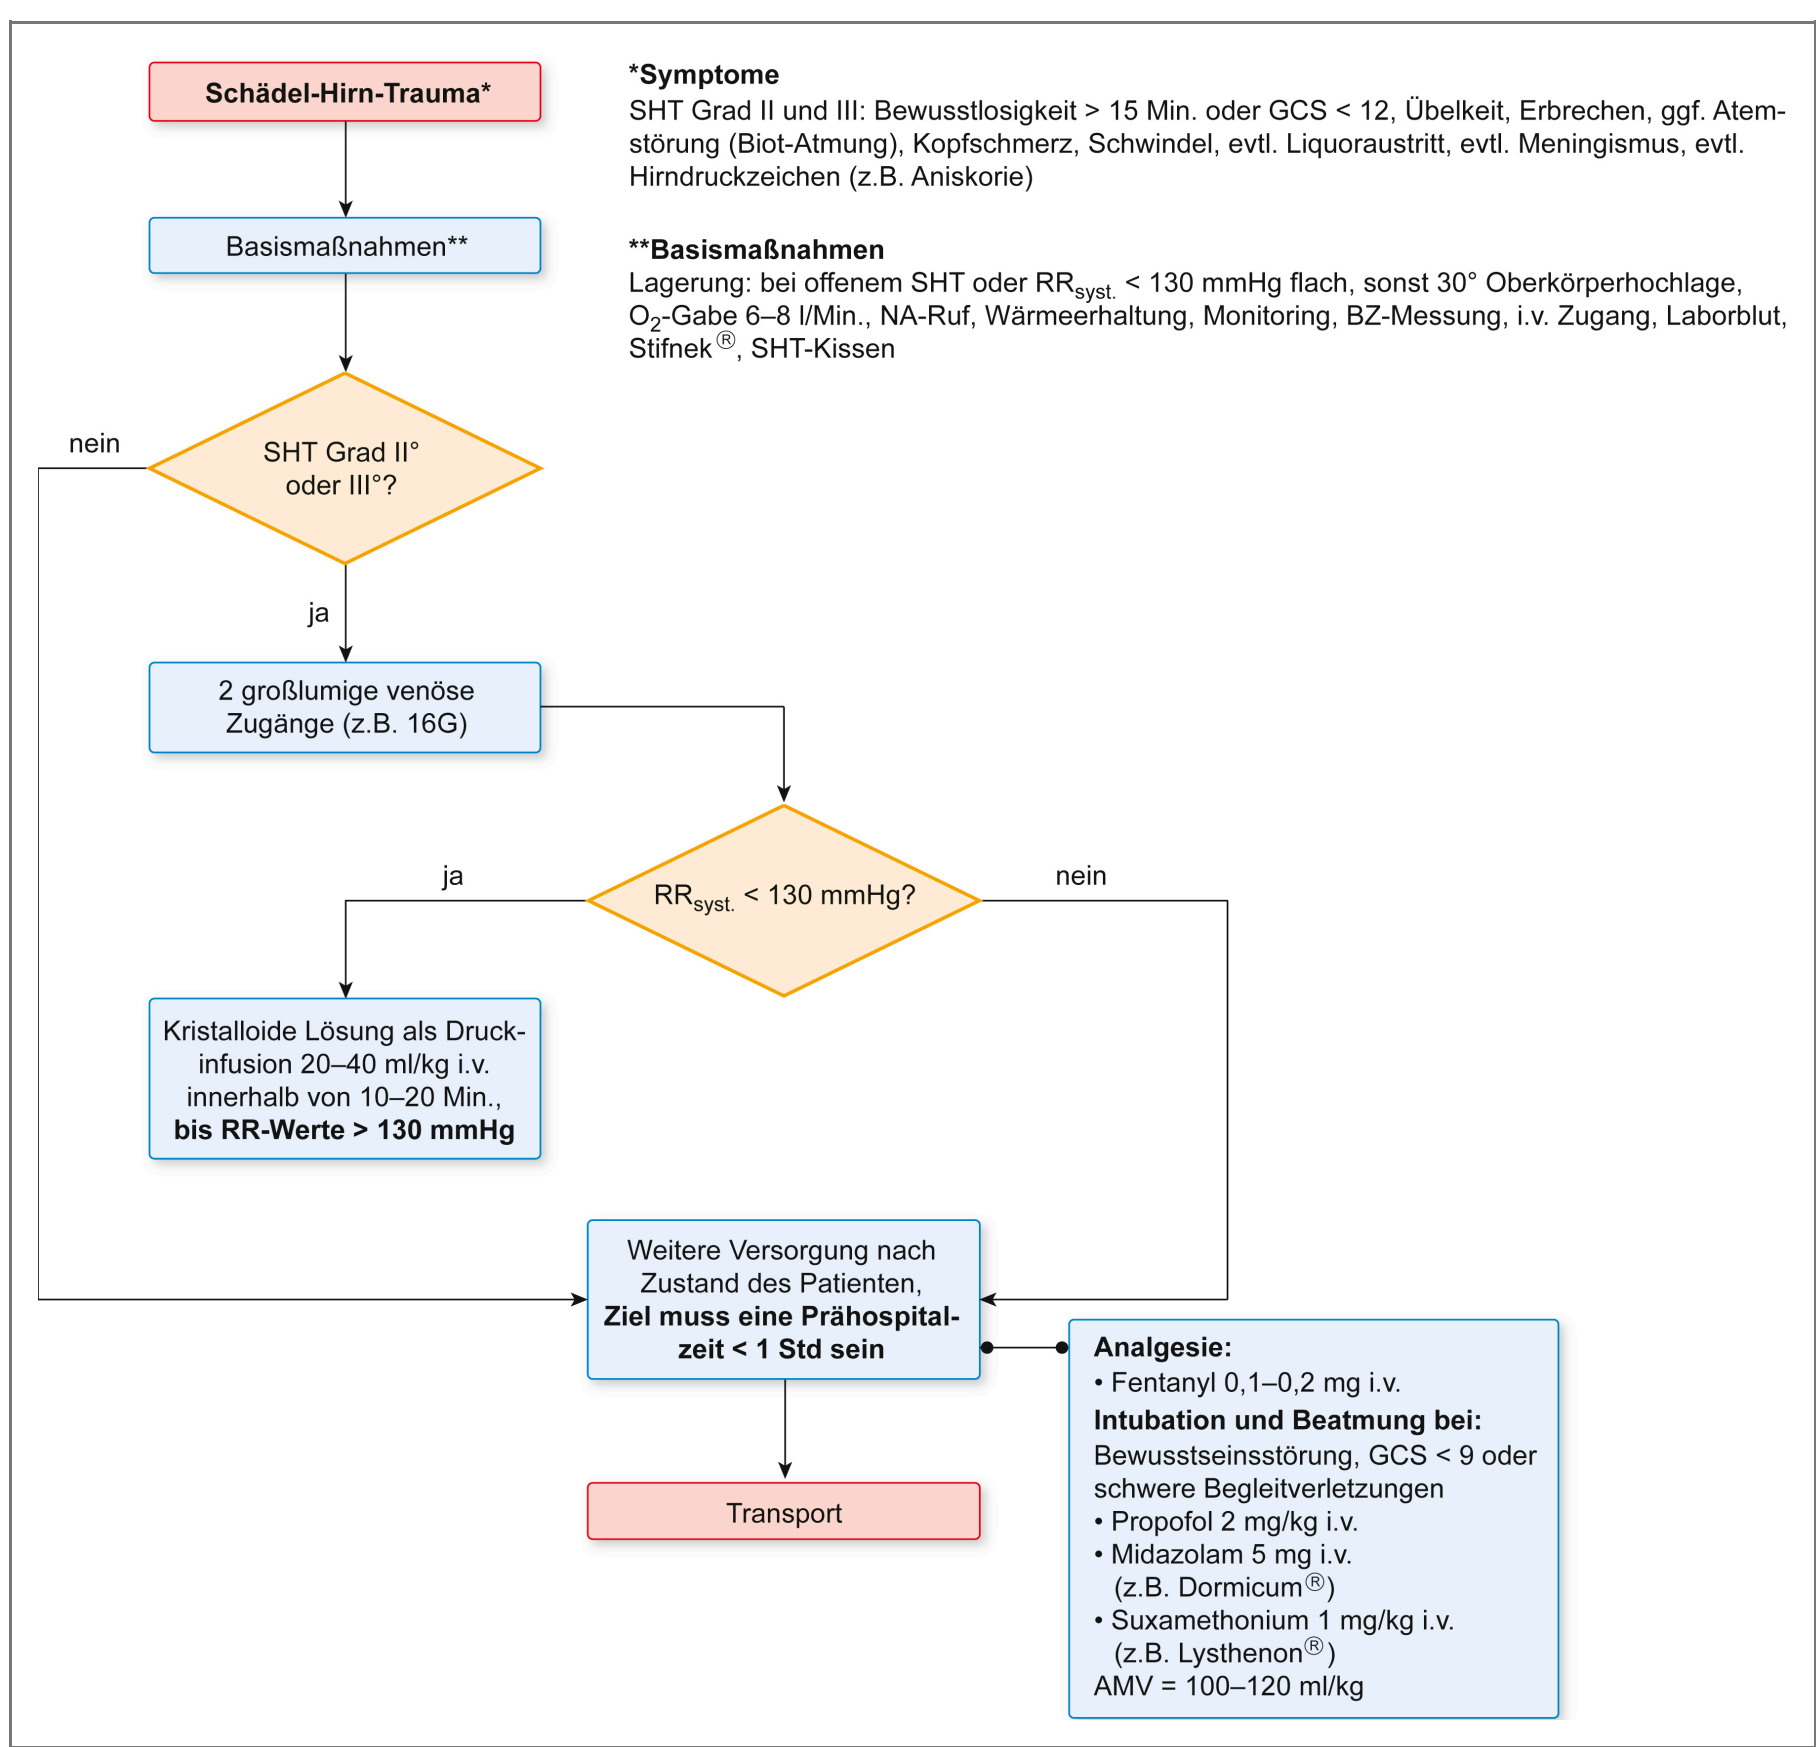 Schädel-Hirn-Trauma*
*Symptome
SHT Grad II und III: Bewusstlosigkeit > 15 Min. oder GCS < 12, Übelkeit, Erbrechen, ggf. Atem-
störung (Biot-Atmung), Kopfschmerz, Schwindel, evtl. Liquoraustritt, evtl. Meningismus, evtl.
Hirndruckzeichen (z.B. Aniskorie)
Basismaßnahmen**
**Basismaßnahmen
Lagerung: bei offenem SHT oder RRsyst. < 130 mmHg flach, sonst 30° Oberkörperhochlage,
O2-Gabe 6–8 l/Min., NA-Ruf, Wärmeerhaltung, Monitoring, BZ-Messung, i.v. Zugang, Laborblut,
Stifnek®, SHT-Kissen
nein
SHT Grad II°
oder III°?
ja
2 großlumige venöse
Zugänge (z.B. 16G)
ja
RRsyst. < 130 mmHg?
nein
Kristalloide Lösung als Druck-
infusion 20–40 ml/kg i.v.
innerhalb von 10–20 Min.,
bis RR-Werte > 130 mmHg
Weitere Versorgung nach
Zustand des Patienten,
Ziel muss eine Prähospital-
zeit < 1 Std sein
Analgesie:
• Fentanyl 0,1–0,2 mg i.v.
Intubation und Beatmung bei:
Bewusstseinsstörung, GCS < 9 oder
schwere Begleitverletzungen
• Propofol 2 mg/kg i.v.
• Midazolam 5 mg i.v.
(z.B. Dormicum®)
• Suxamethonium 1 mg/kg i.v.
(z.B. Lysthenon®)
AMV = 100–120 ml/kg
Transport